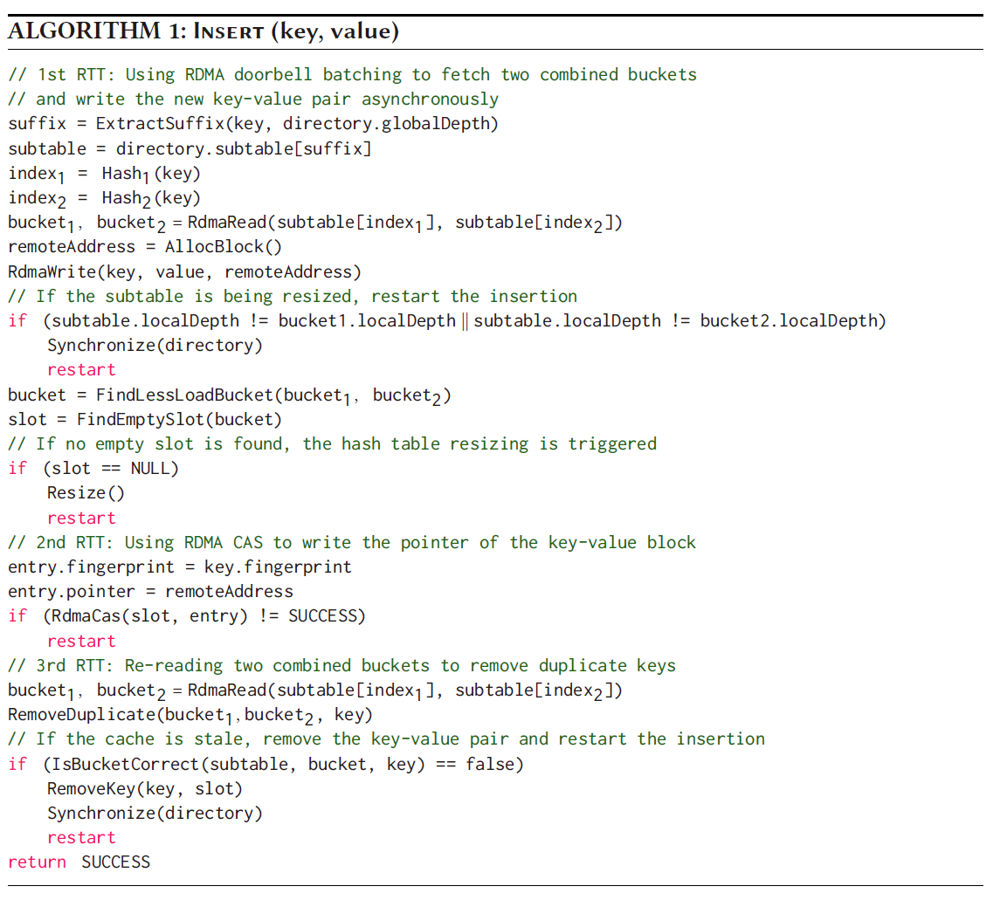 ALGORITHM 1: INSERT (key, value)
// 1st RTT: Using RDMA doorbell batching to fetch two combined buckets
// and write the new key-value pair asynchronously
suffix = ExtractSuffix(key, directory.globalDepth)
subtable = directory.subtable[suffix]
index1 = Hash1(key)
index2 = Hash2(key)
bucket1, bucket2 = RdmaRead(subtable[index1], subtable[index2])
remoteAddress = AllocBlock()
RdmaWrite(key, value, remoteAddress)
// If the subtable is being resized, restart the insertion
if (subtable.localDepth != bucket1.localDepth || subtable.localDepth != bucket2.localDepth)
    Synchronize(directory)
    restart
bucket = FindLessLoadBucket(bucket1, bucket2)
slot = FindEmptySlot(bucket)
// If no empty slot is found, the hash table resizing is triggered
if (slot == NULL)
    Resize()
    restart
// 2nd RTT: Using RDMA CAS to write the pointer of the key-value block
entry.fingerprint = key.fingerprint
entry.pointer = remoteAddress
if (RdmaCas(slot, entry) != SUCCESS)
    restart
// 3rd RTT: Re-reading two combined buckets to remove duplicate keys
bucket1, bucket2 = RdmaRead(subtable[index1], subtable[index2])
RemoveDuplicate(bucket1, bucket2, key)
// If the cache is stale, remove the key-value pair and restart the insertion
if (IsBucketCorrect(subtable, bucket, key) == false)
    RemoveKey(key, slot)
    Synchronize(directory)
    restart
return SUCCESS